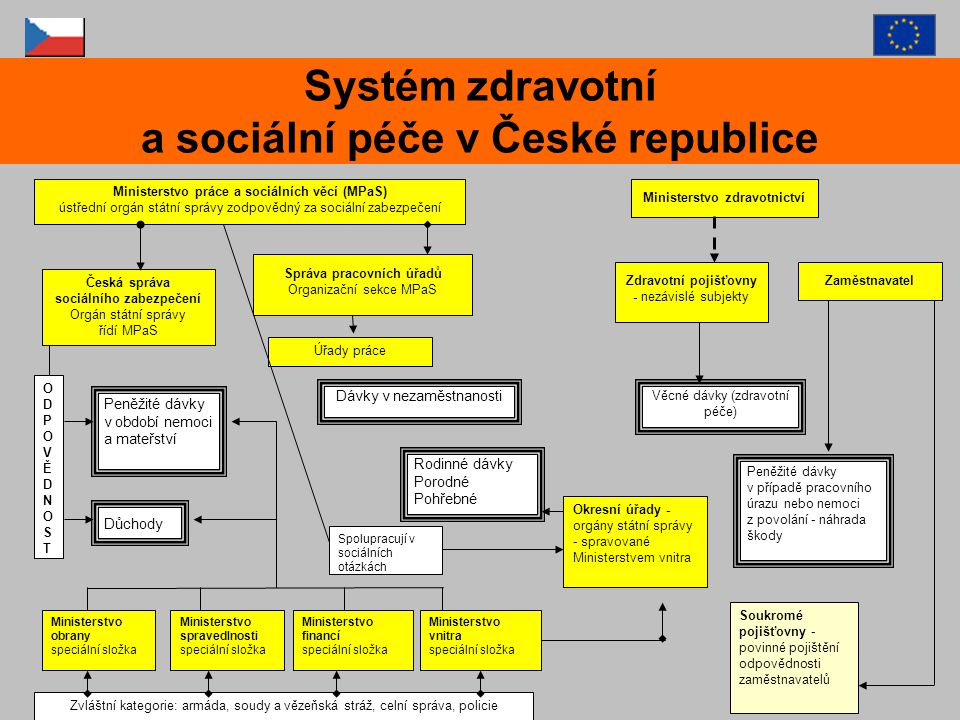 Systém zdravotní
a sociální péče v České republice
Ministerstvo práce a sociálních věcí (MPaS)
ústřední orgán státní správy zodpovědný za sociální zabezpečení
Ministerstvo zdravotnictví
Česká správa
sociálního zabezpečení
Orgán státní správy
řídí MPaS
Správa pracovních úřadů
Organizační sekce MPaS
Zdravotní pojišťovny
- nezávislé subjekty
Zaměstnavatel
Úřady práce
O
D
P
O
V
Ě
D
N
O
S
T
Peněžité dávky
v období nemoci
a mateřství
Dávky v nezaměstnanosti
Věcné dávky (zdravotní
péče)
Rodinné dávky
Porodné
Pohřebné
Peněžité dávky
v případě pracovního
úrazu nebo nemoci
z povolání - náhrada
škody
Důchody
Spolupracují v
sociálních
otázkách
Okresní úřady -
orgány státní správy
- spravované
Ministerstvem vnitra
Ministerstvo
obrany
speciální složka
Ministerstvo
spravedlnosti
speciální složka
Ministerstvo
financí
speciální složka
Ministerstvo
vnitra
speciální složka
Soukromé
pojišťovny -
povinné pojištění
odpovědnosti
zaměstnavatelů
Zvláštní kategorie: armáda, soudy a vězeňská stráž, celní správa, policie